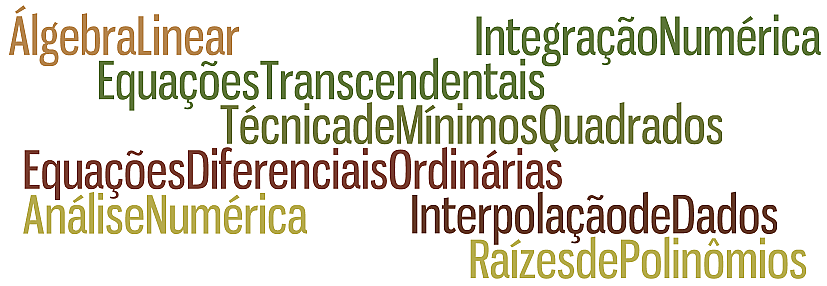 ÁlgebraLinear
IntegraçãoNumérica
EquaçõesTranscendentais
TécnicadeMínimosQuadrados
EquaçõesDiferenciaisOrdinárias
AnáliseNumérica
InterpolaçãodeDados
RaízesdePolinômios